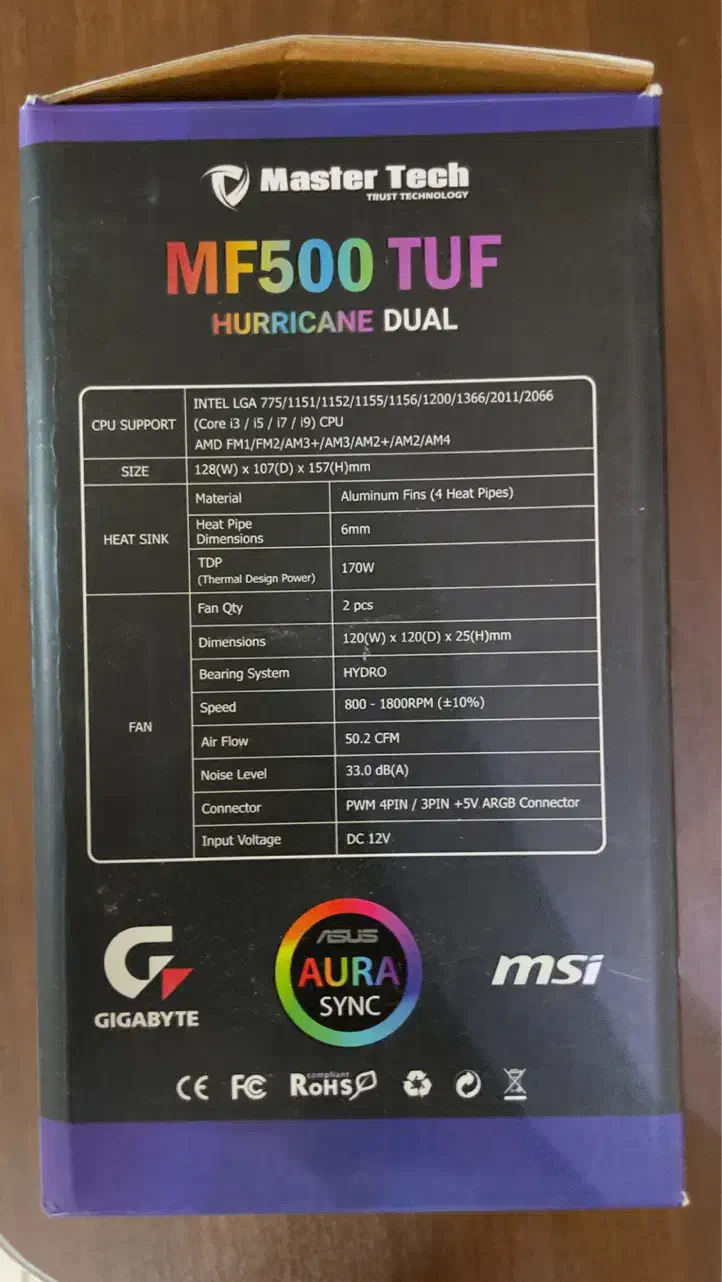 Master Tech
TRUST TECHNOLOGY
MF500 TUF
HURRICANE DUAL
CPU SUPPORT
INTEL LGA 775/1151/1152/1155/1156/1200/1366/2011/2066
(Core i3 / i5 / i7 / i9) CPU
AMD FM1/FM2/AM3+/AM3/AM2+/AM2/AM4
SIZE
128(W) x 107(D) x 157(H)mm
HEAT SINK
Material
Aluminum Fins (4 Heat Pipes)
Heat Pipe
Dimensions
6mm
TDP
(Thermal Design Power)
170W
FAN
Fan Qty
2 pcs
Dimensions
120(W) x 120(D) x 25(H)mm
Bearing System
HYDRO
Speed
800 - 1800RPM (±10%)
Air Flow
50.2 CFM
Noise Level
33.0 dB(A)
Connector
PWM 4PIN / 3PIN +5V ARGB Connector
Input Voltage
DC 12V
GIGABYTE
ASUS
AURA
SYNC
msi
CE
FC
compliant
RoHS